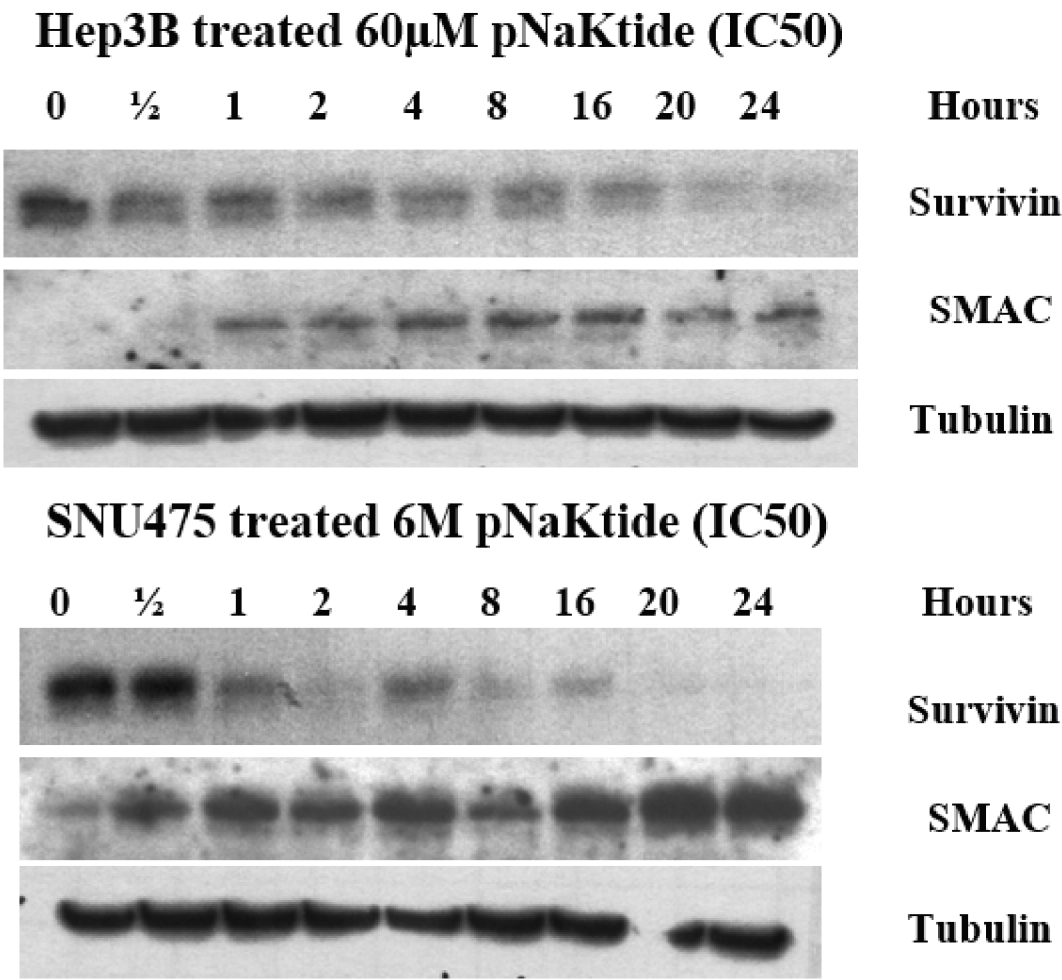 Hep3B treated 60µM pNaKtide (IC50)
0 ½ 1 2 4 8 16 20 24 Hours
Survivin
SMAC
Tubulin
SNU475 treated 6M pNaKtide (IC50)
0 ½ 1 2 4 8 16 20 24 Hours
Survivin
SMAC
Tubulin